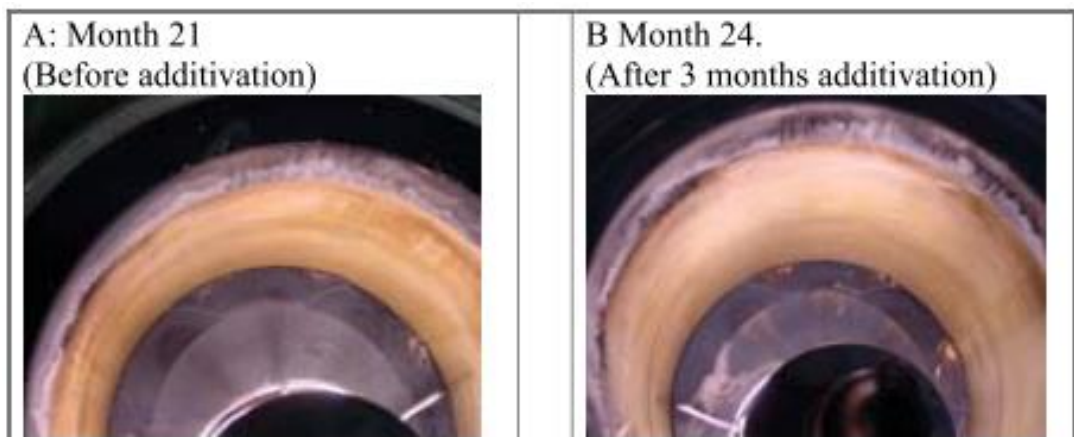 A: Month 21
(Before additivation)
B Month 24.
(After 3 months additivation)